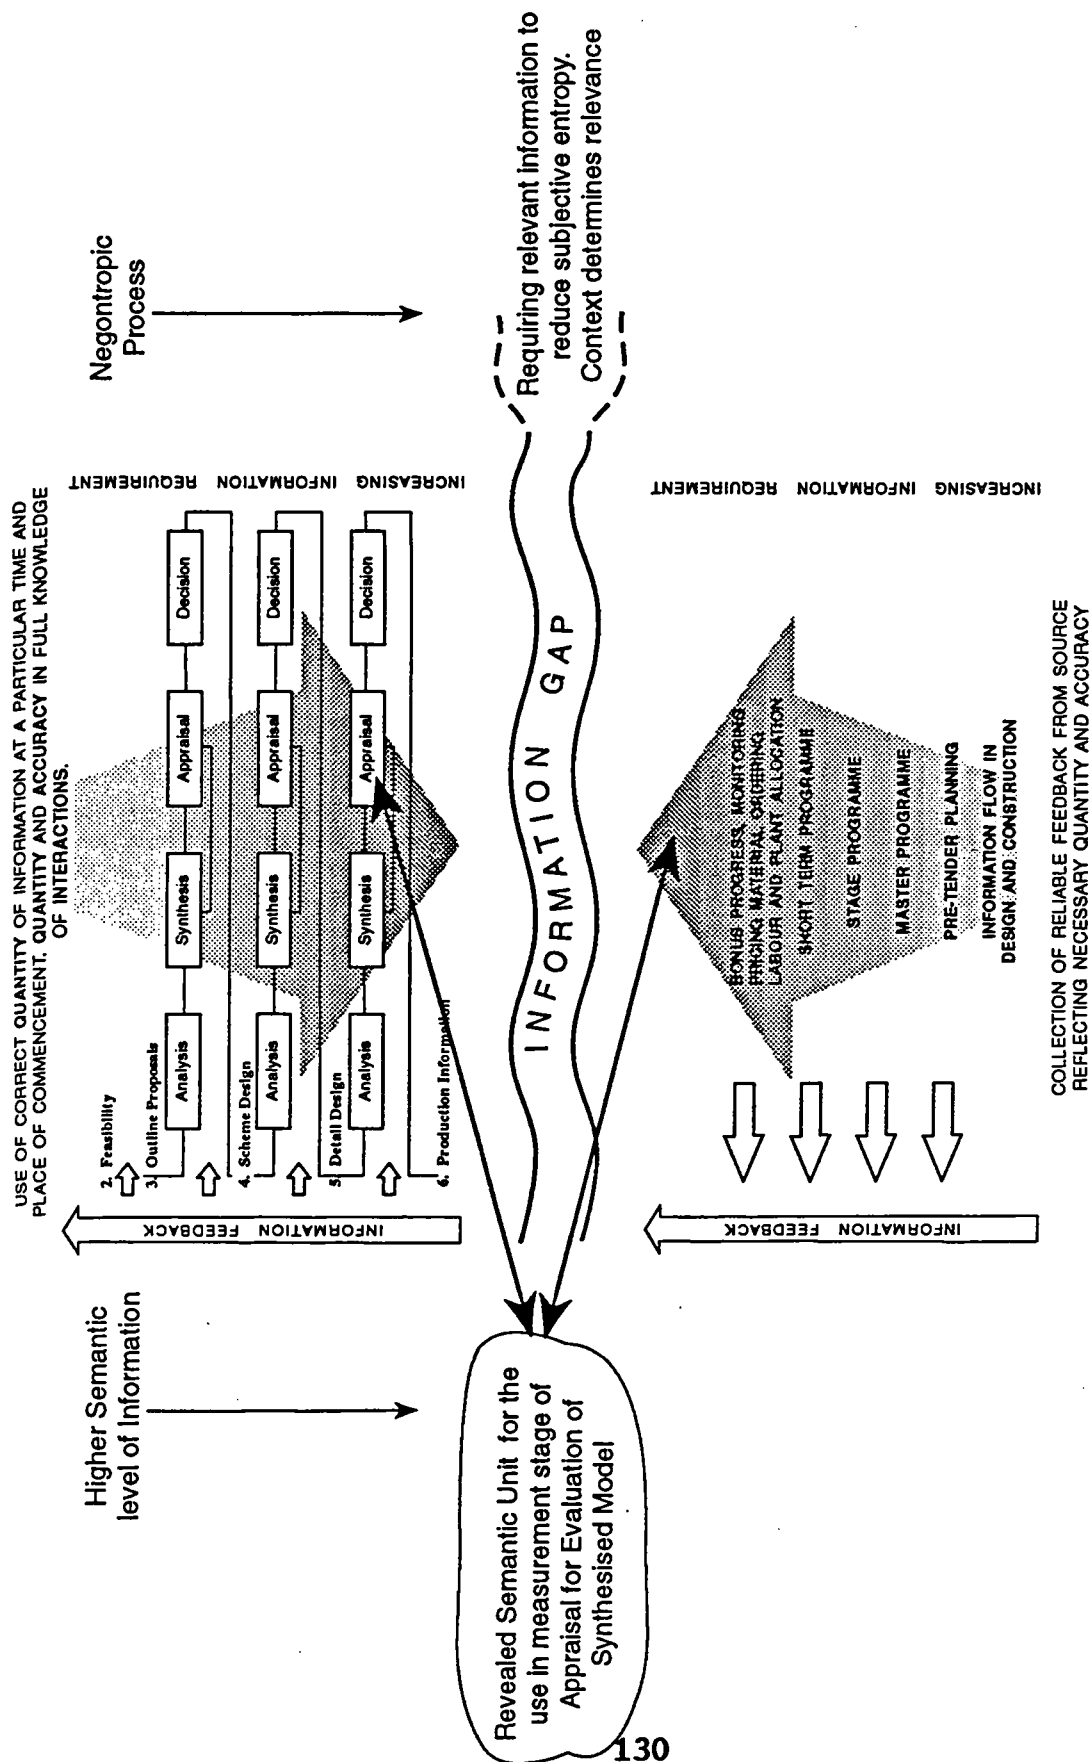 USE OF CORRECT QUANTITY OF INFORMATION AT A PARTICULAR TIME AND
PLACE OF COMMENCEMENT, QUANTITY AND ACCURACY IN FULL KNOWLEDGE
OF INTERACTIONS.
Higher Semantic
level of Information
Negontropic
Process
INFORMATION FEEDBACK
2. Feasibility
3. Outline Proposals
Analysis
Synthesis
Appraisal
Decision
4. Scheme Design
Analysis
Synthesis
Appraisal
Decision
5. Detail Design
Analysis
Synthesis
Appraisal
Decision
6. Production Information
INCREASING INFORMATION REQUIREMENT
Revealed Semantic Unit for the
use in measurement stage of
Appraisal for Evaluation of
Synthesised Model
INFORMATION GAP
Requiring relevant information to
reduce subjective entropy.
Context determines relevance
INFORMATION FEEDBACK
BONUS PROGRESS, MONITORING
PRICING MATERIAL ORDERING
LABOUR AND PLANT ALLOCATION
SHORT TERM PROGRAMME
STAGE PROGRAMME
MASTER PROGRAMME
PRE-TENDER PLANNING
INFORMATION FLOW IN
DESIGN AND CONSTRUCTION
INCREASING INFORMATION REQUIREMENT
COLLECTION OF RELIABLE FEEDBACK FROM SOURCE
REFLECTING NECESSARY QUANTITY AND ACCURACY
130